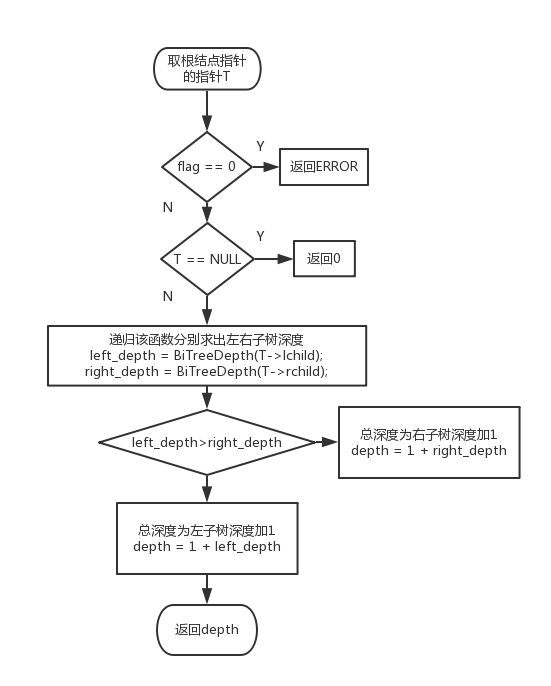 取根结点指针
的指针T
flag == 0
Y
返回ERROR
N
T == NULL
Y
返回0
N
递归该函数分别求出左右子树深度
left_depth = BiTreeDepth(T->lchild);
right_depth = BiTreeDepth(T->rchild);
left_depth>right_depth
总深度为右子树深度加1
depth = 1 + right_depth
总深度为左子树深度加1
depth = 1 + left_depth
返回depth